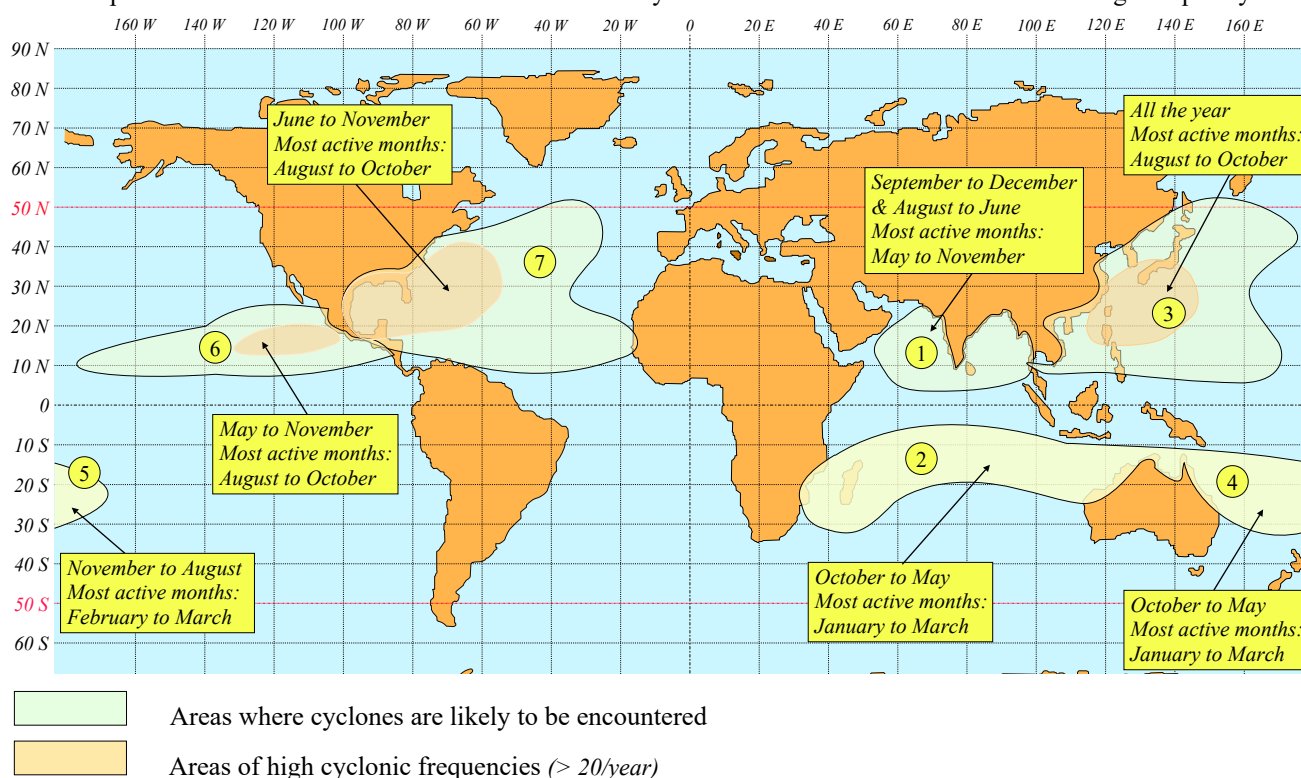 160 W 140 W 120 W 100 W 80 W 60 W 40 W 20 W 0 20 E 40 E 60 E 80 E 100 E 120 E 140 E 160 E
90 N
80 N
70 N
60 N
50 N
40 N
30 N
20 N
10 N
0
10 S
20 S
30 S
40 S
50 S
60 S
June to November
Most active months:
August to October
All the year
Most active months:
August to October
September to December
& August to June
Most active months:
May to November
7
3
6
1
May to November
Most active months:
August to October
5
2
4
November to August
Most active months:
February to March
October to May
Most active months:
January to March
October to May
Most active months:
January to March
Areas where cyclones are likely to be encountered
Areas of high cyclonic frequencies (> 20/year)